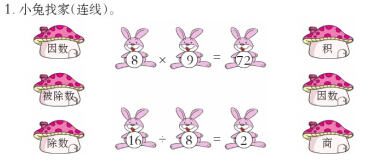 1. 小兔找家(连线)。
因数 8 × 9 = 72 积
被除数 因数
除数 16 ÷ 8 = 2 商